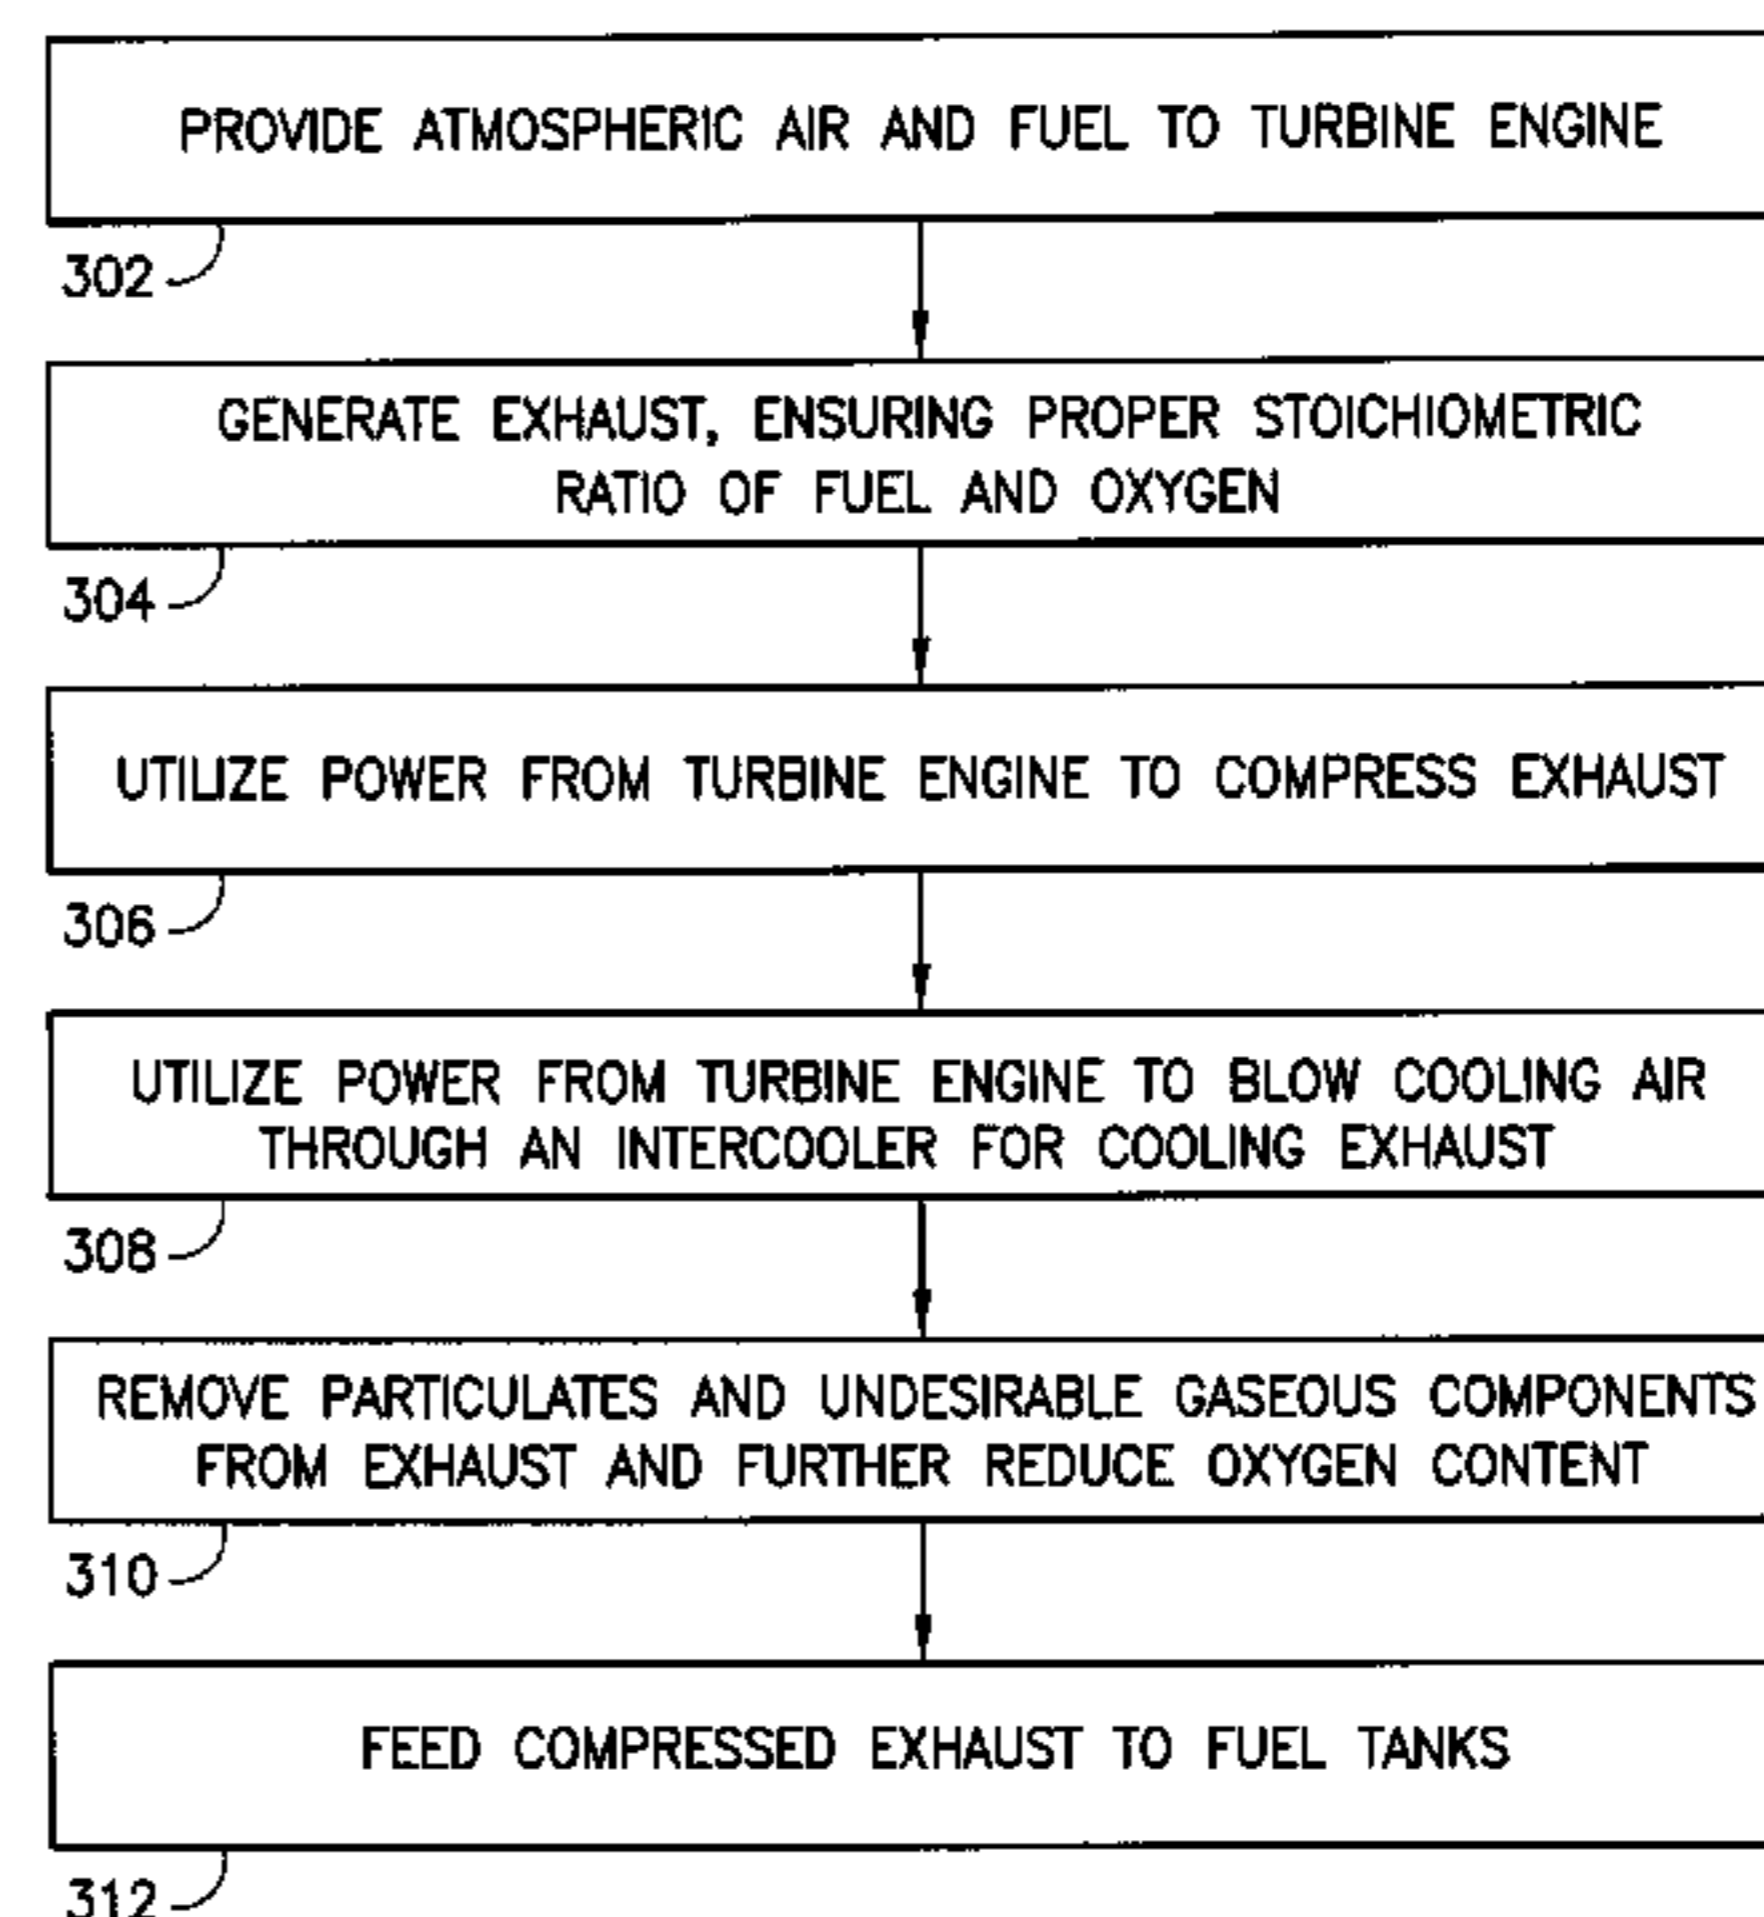 PROVIDE ATMOSPHERIC AIR AND FUEL TO TURBINE ENGINE
302
GENERATE EXHAUST, ENSURING PROPER STOICHIOMETRIC
RATIO OF FUEL AND OXYGEN
304
UTILIZE POWER FROM TURBINE ENGINE TO COMPRESS EXHAUST
306
UTILIZE POWER FROM TURBINE ENGINE TO BLOW COOLING AIR
THROUGH AN INTERCOOLER FOR COOLING EXHAUST
308
REMOVE PARTICULATES AND UNDESIRABLE GASEOUS COMPONENTS
FROM EXHAUST AND FURTHER REDUCE OXYGEN CONTENT
310
FEED COMPRESSED EXHAUST TO FUEL TANKS
312